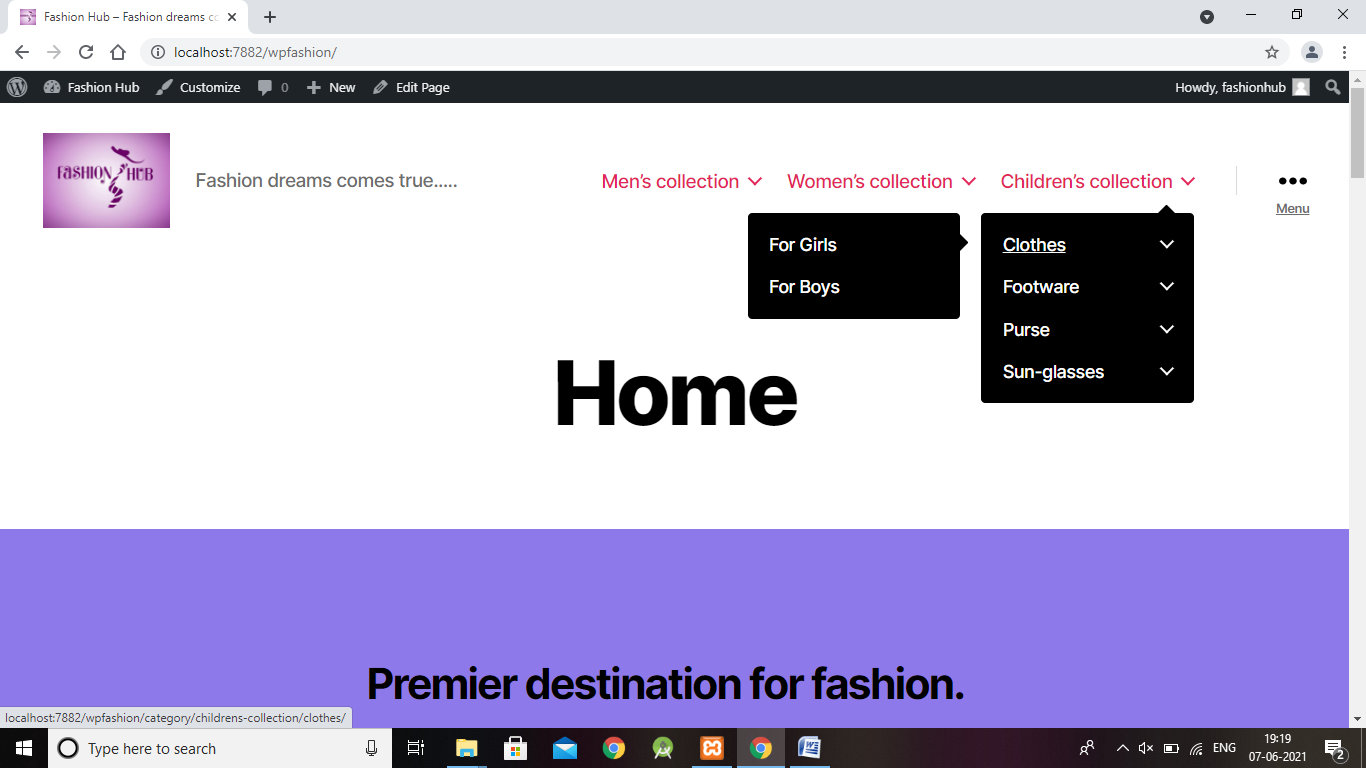 Fashion Hub – Fashion dreams co
localhost:7882/wpfashion/
Fashion Hub Customize 0 New Edit Page Howdy, fashionhub
FASHION HUB
Fashion dreams comes true.....
Men's collection Women's collection Children's collection
Menu
For Girls
For Boys
Clothes
Footware
Purse
Sun-glasses
Home
Premier destination for fashion.
localhost:7882/wpfashion/category/childrens-collection/clothes/
Type here to search
ENG
19:19
07-06-2021
2